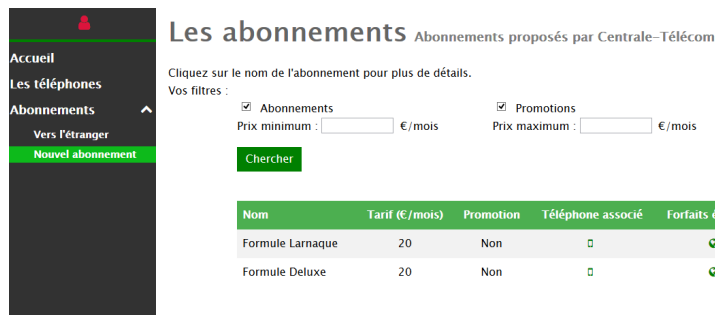 Les abonnements Abonnements proposés par Centrale-Télécom
Accueil
Les téléphones
Abonnements
Vers l'étranger
Nouvel abonnement
Cliquez sur le nom de l'abonnement pour plus de détails.
Vos filtres :
Abonnements Promotions
Prix minimum : €/mois Prix maximum : €/mois
Chercher
Nom Tarif (€/mois) Promotion Téléphone associé Forfaits
Formule Larnaque 20 Non
Formule Deluxe 20 Non